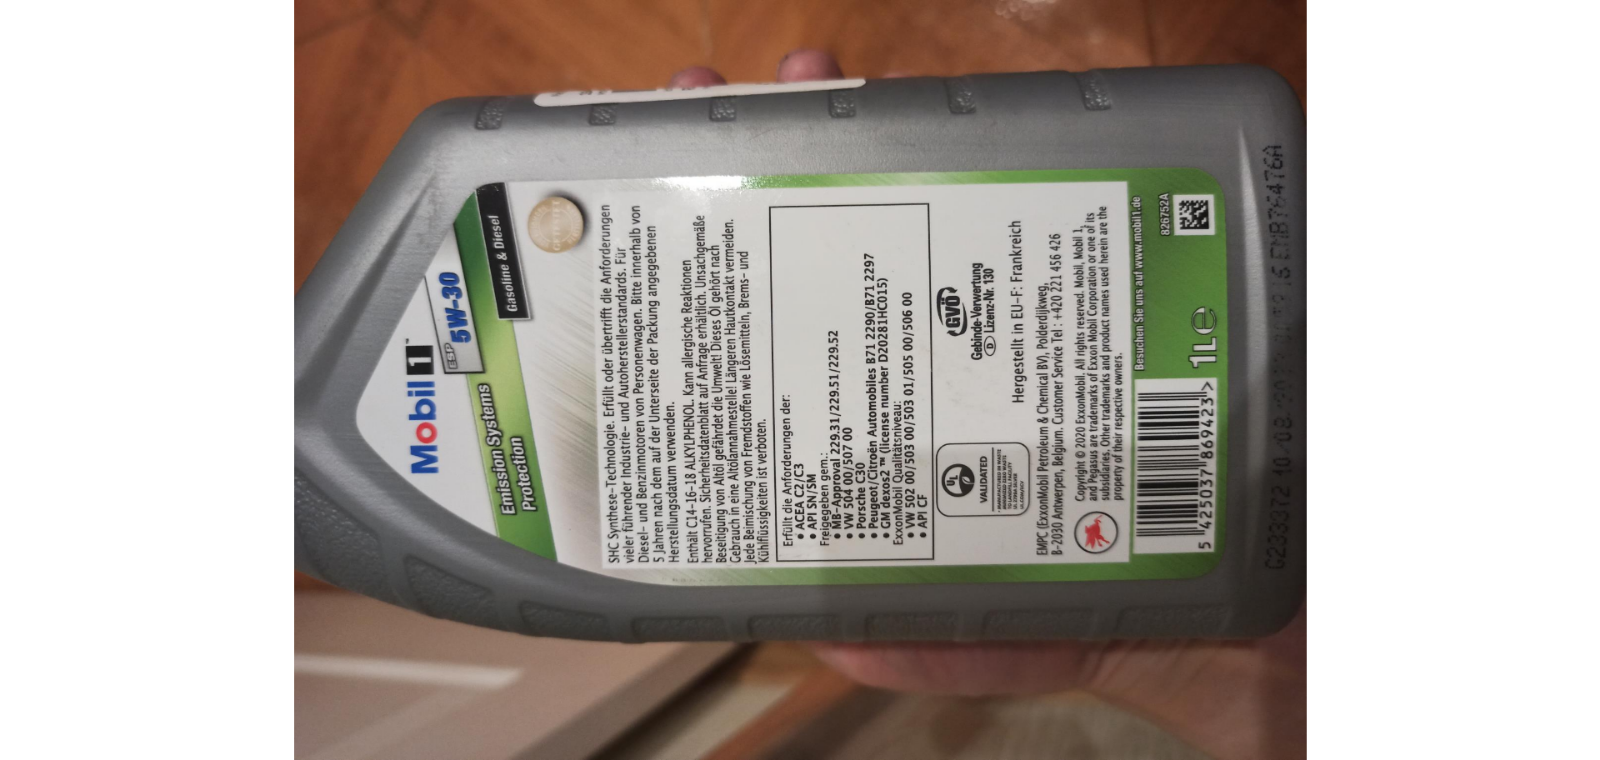 Mobil 1™
ESP 5W-30
Emission Systems
Protection
Gasoline & Diesel
SHC Synthese-Technologie. Erfüllt oder übertrifft die Anforderungen
vieler führender Industrie- und Autoherstellerstandards. Für
Diesel- und Benzinmotoren von Personenwagen. Bitte innerhalb von
5 Jahren nach dem auf der Unterseite der Packung angegebenen
Herstellungsdatum verwenden.
Enthält C14-16-18 ALKYLPHENOL. Kann allergische Reaktionen
hervorrufen. Sicherheitsdatenblatt auf Anfrage erhältlich. Unsachgemäße
Beseitigung von Altöl gefährdet die Umwelt! Dieses Öl gehört nach
Gebrauch in eine Altölannahmestelle! Längeren Hautkontakt vermeiden.
Jede Beimischung von Fremdstoffen wie Lösemitteln, Brems- und
Kühlflüssigkeiten ist verboten.
Erfüllt die Anforderungen der:
• ACEA C2/C3
• API SN/SM
Freigegeben gem.:
• MB-Approval 229.31/229.51/229.52
• VW 504 00/507 00
• Porsche C30
• Peugeot/Citroën Automobiles B71 2290/B71 2297
• GM dexos2 ™ (license number D20281HC015)
ExxonMobil Qualitätsniveau:
• VW 502 00/503 00/503 01/505 00/506 00
• API CF
GVÖ
Gebinde-Verwertung
D Lizenz-Nr. 130
UL
VALIDATED
Hergestellt in EU-F: Frankreich
EMPC (ExxonMobil Petroleum & Chemical BV), Polderdijkweg,
B-2030 Antwerpen, Belgium. Customer Service Tel : +420 221 456 426
Copyright © 2020 ExxonMobil. All rights reserved. Mobil, Mobil 1,
and Pegasus are trademarks of Exxon Mobil Corporation or one of its
subsidiaries. Other trademarks and product names used herein are the
property of their respective owners.
Besuchen Sie uns auf www.mobil1.de
826752A
1L e
5 425037 869423>
G233972 10/08